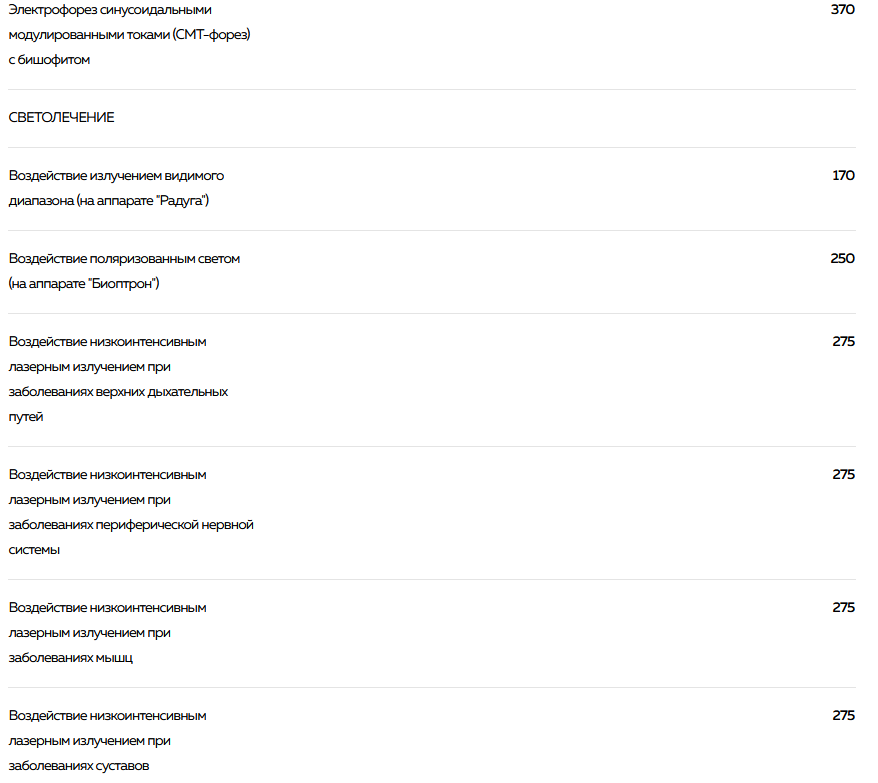 Электрофорез синусоидальными 370
модулированными токами (СМТ-форез)
с бишофитом
СВЕТОЛЕЧЕНИЕ
Воздействие излучением видимого 170
диапазона (на аппарате "Радуга")
Воздействие поляризованным светом 250
(на аппарате "Биоптрон")
Воздействие низкоинтенсивным 275
лазерным излучением при
заболеваниях верхних дыхательных
путей
Воздействие низкоинтенсивным 275
лазерным излучением при
заболеваниях периферической нервной
системы
Воздействие низкоинтенсивным 275
лазерным излучением при
заболеваниях мышц
Воздействие низкоинтенсивным 275
лазерным излучением при
заболеваниях суставов